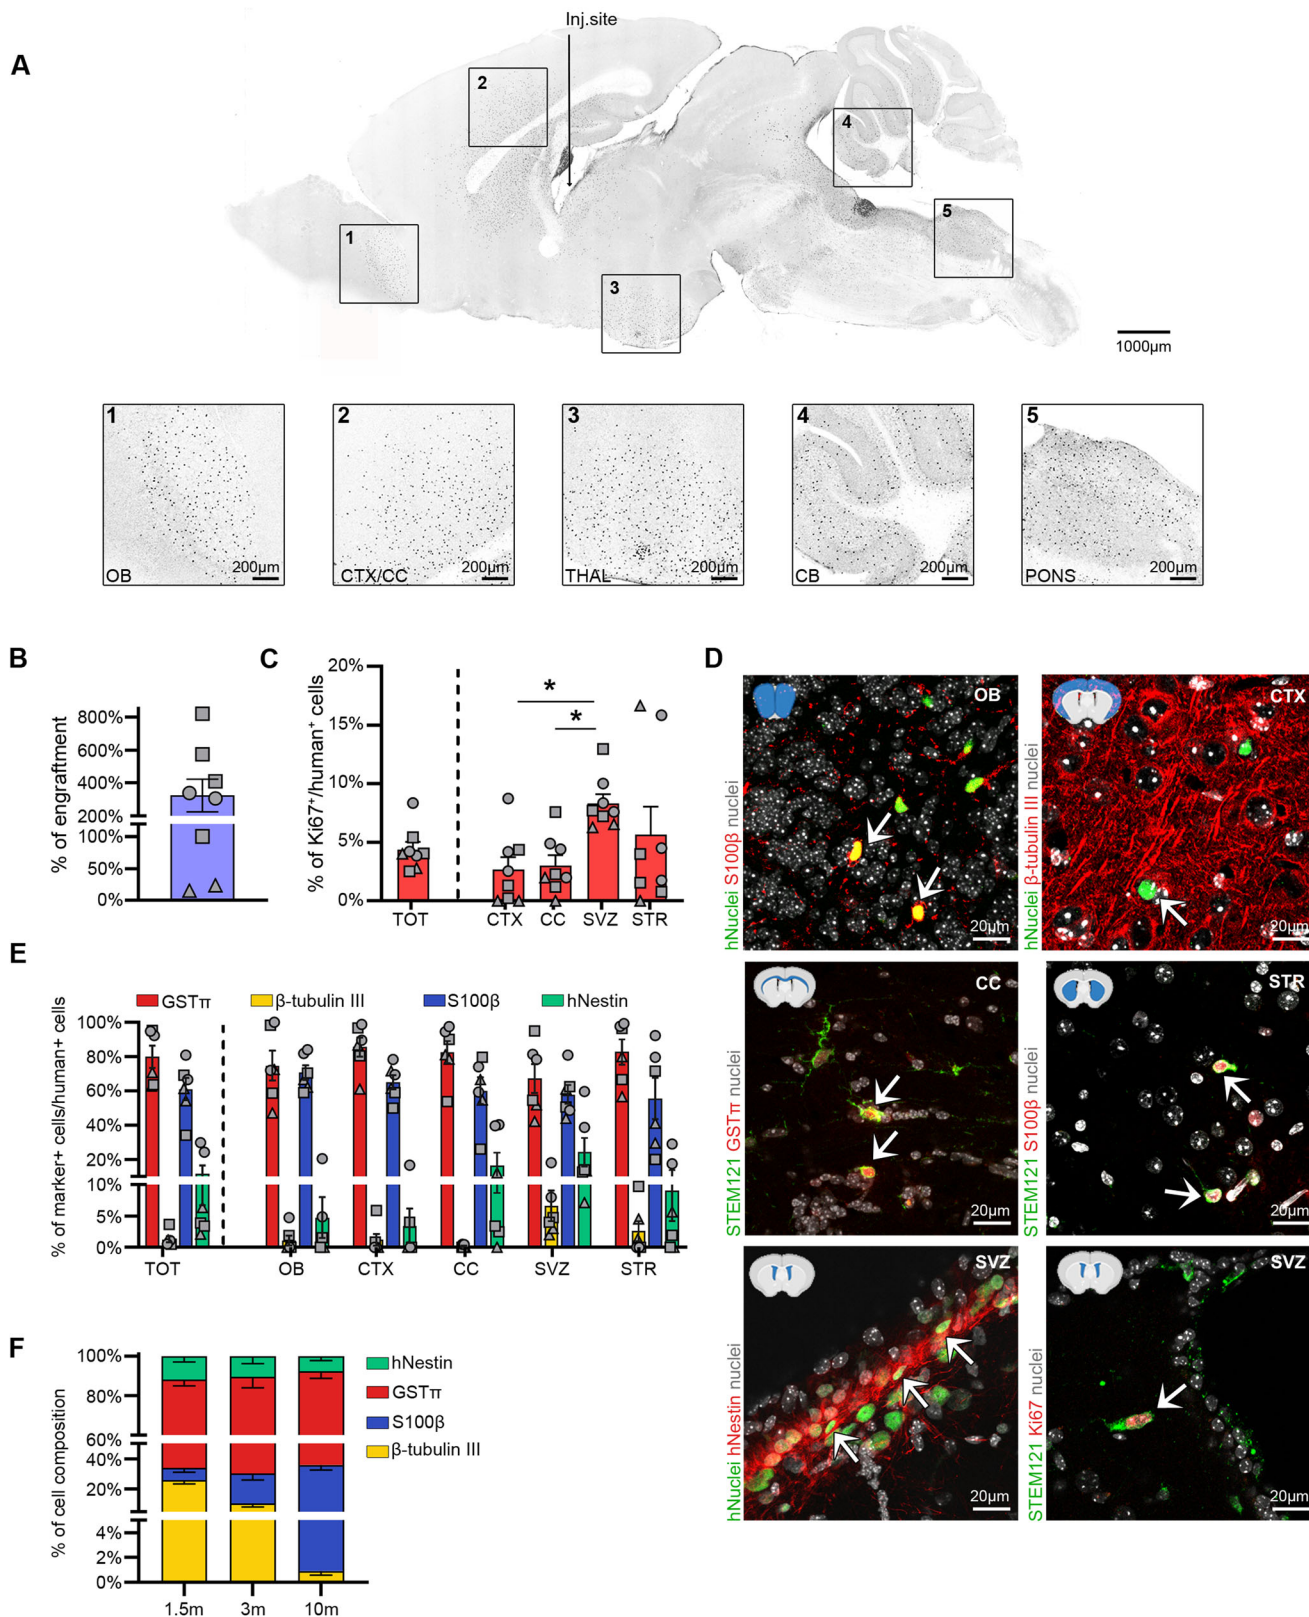 Inj.site
A
2
4
5
1
3
1000µm
1
OB
200µm
2
CTX/CC
200µm
3
THAL
200µm
4
CB
200µm
5
PONS
200µm
B
% of engraftment
800%
600%
400%
200%
100%
50%
0%
C
% of Ki67⁺/human⁺ cells
20%
15%
10%
5%
0%
*
*
TOT
CTX
CC
SVZ
STR
D
hNuclei S100β nuclei
OB
20µm
hNuclei β-tubulin III nuclei
CTX
20µm
STEM121 GSTπ nuclei
CC
20µm
STEM121 S100β nuclei
STR
20µm
hNuclei hNestin nuclei
SVZ
20µm
STEM121 Ki67 nuclei
SVZ
20µm
E
% of marker+ cells/human+ cells
GSTπ
β-tubulin III
S100β
hNestin
100%
80%
60%
40%
20%
10%
5%
0%
TOT
OB
CTX
CC
SVZ
STR
F
% of cell composition
100%
80%
60%
40%
20%
4%
2%
0%
1.5m
3m
10m
hNestin
GSTπ
S100β
β-tubulin III